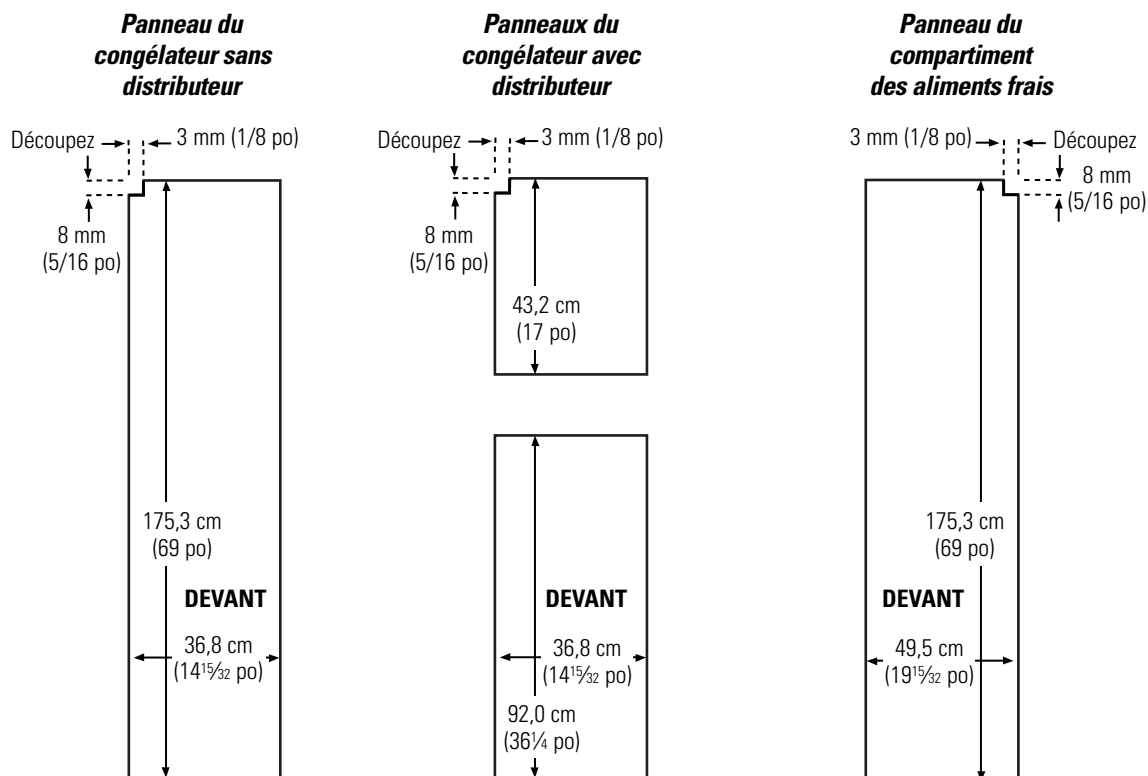 Panneau du
congélateur sans
distributeur
Découpez
3 mm (1/8 po)
8 mm
(5/16 po)
175,3 cm
(69 po)
DEVANT
36,8 cm
(14 15/32 po)
Panneaux du
congélateur avec
distributeur
Découpez
3 mm (1/8 po)
8 mm
(5/16 po)
43,2 cm
(17 po)
DEVANT
36,8 cm
(14 15/32 po)
92,0 cm
(36 1/4 po)
Panneau du
compartiment
des aliments frais
3 mm (1/8 po)
Découpez
8 mm
(5/16 po)
175,3 cm
(69 po)
DEVANT
49,5 cm
(19 15/32 po)